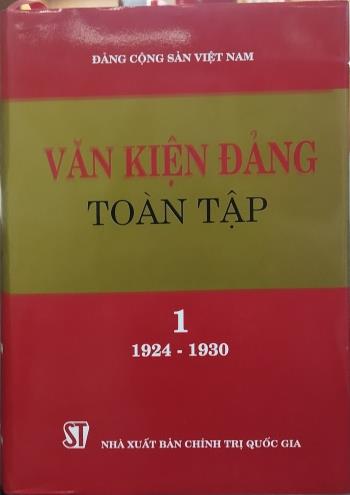 ĐẢNG CỘNG SẢN VIỆT NAM
VĂN KIỆN ĐẢNG
TOÀN TẬP
1
1924 - 1930
ST
NHÀ XUẤT BẢN CHÍNH TRỊ QUỐC GIA